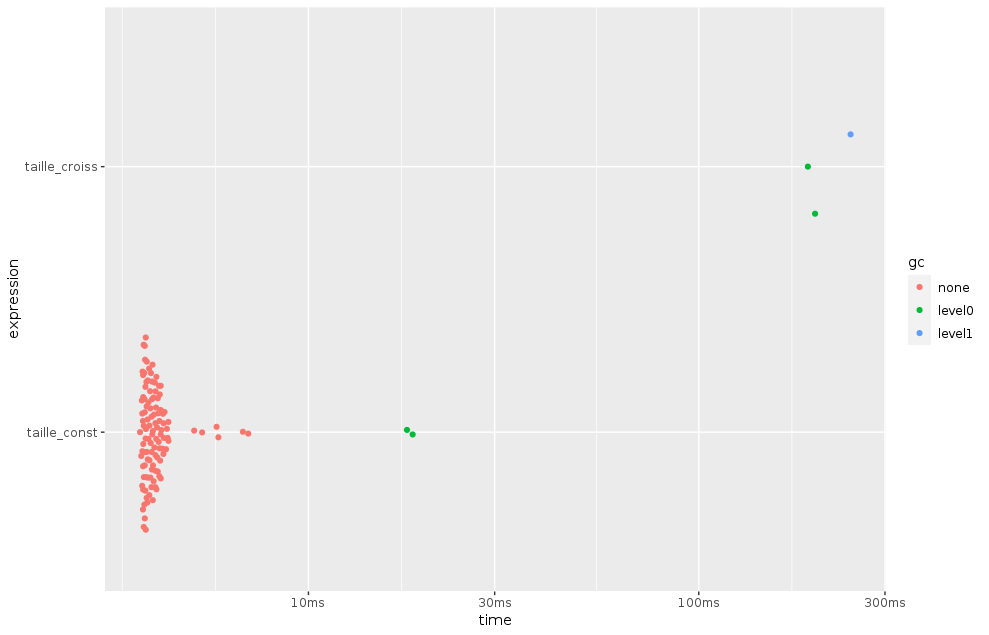 taille_croiss
taille_const
expression
10ms
30ms
100ms
300ms
time
gc
none
level0
level1